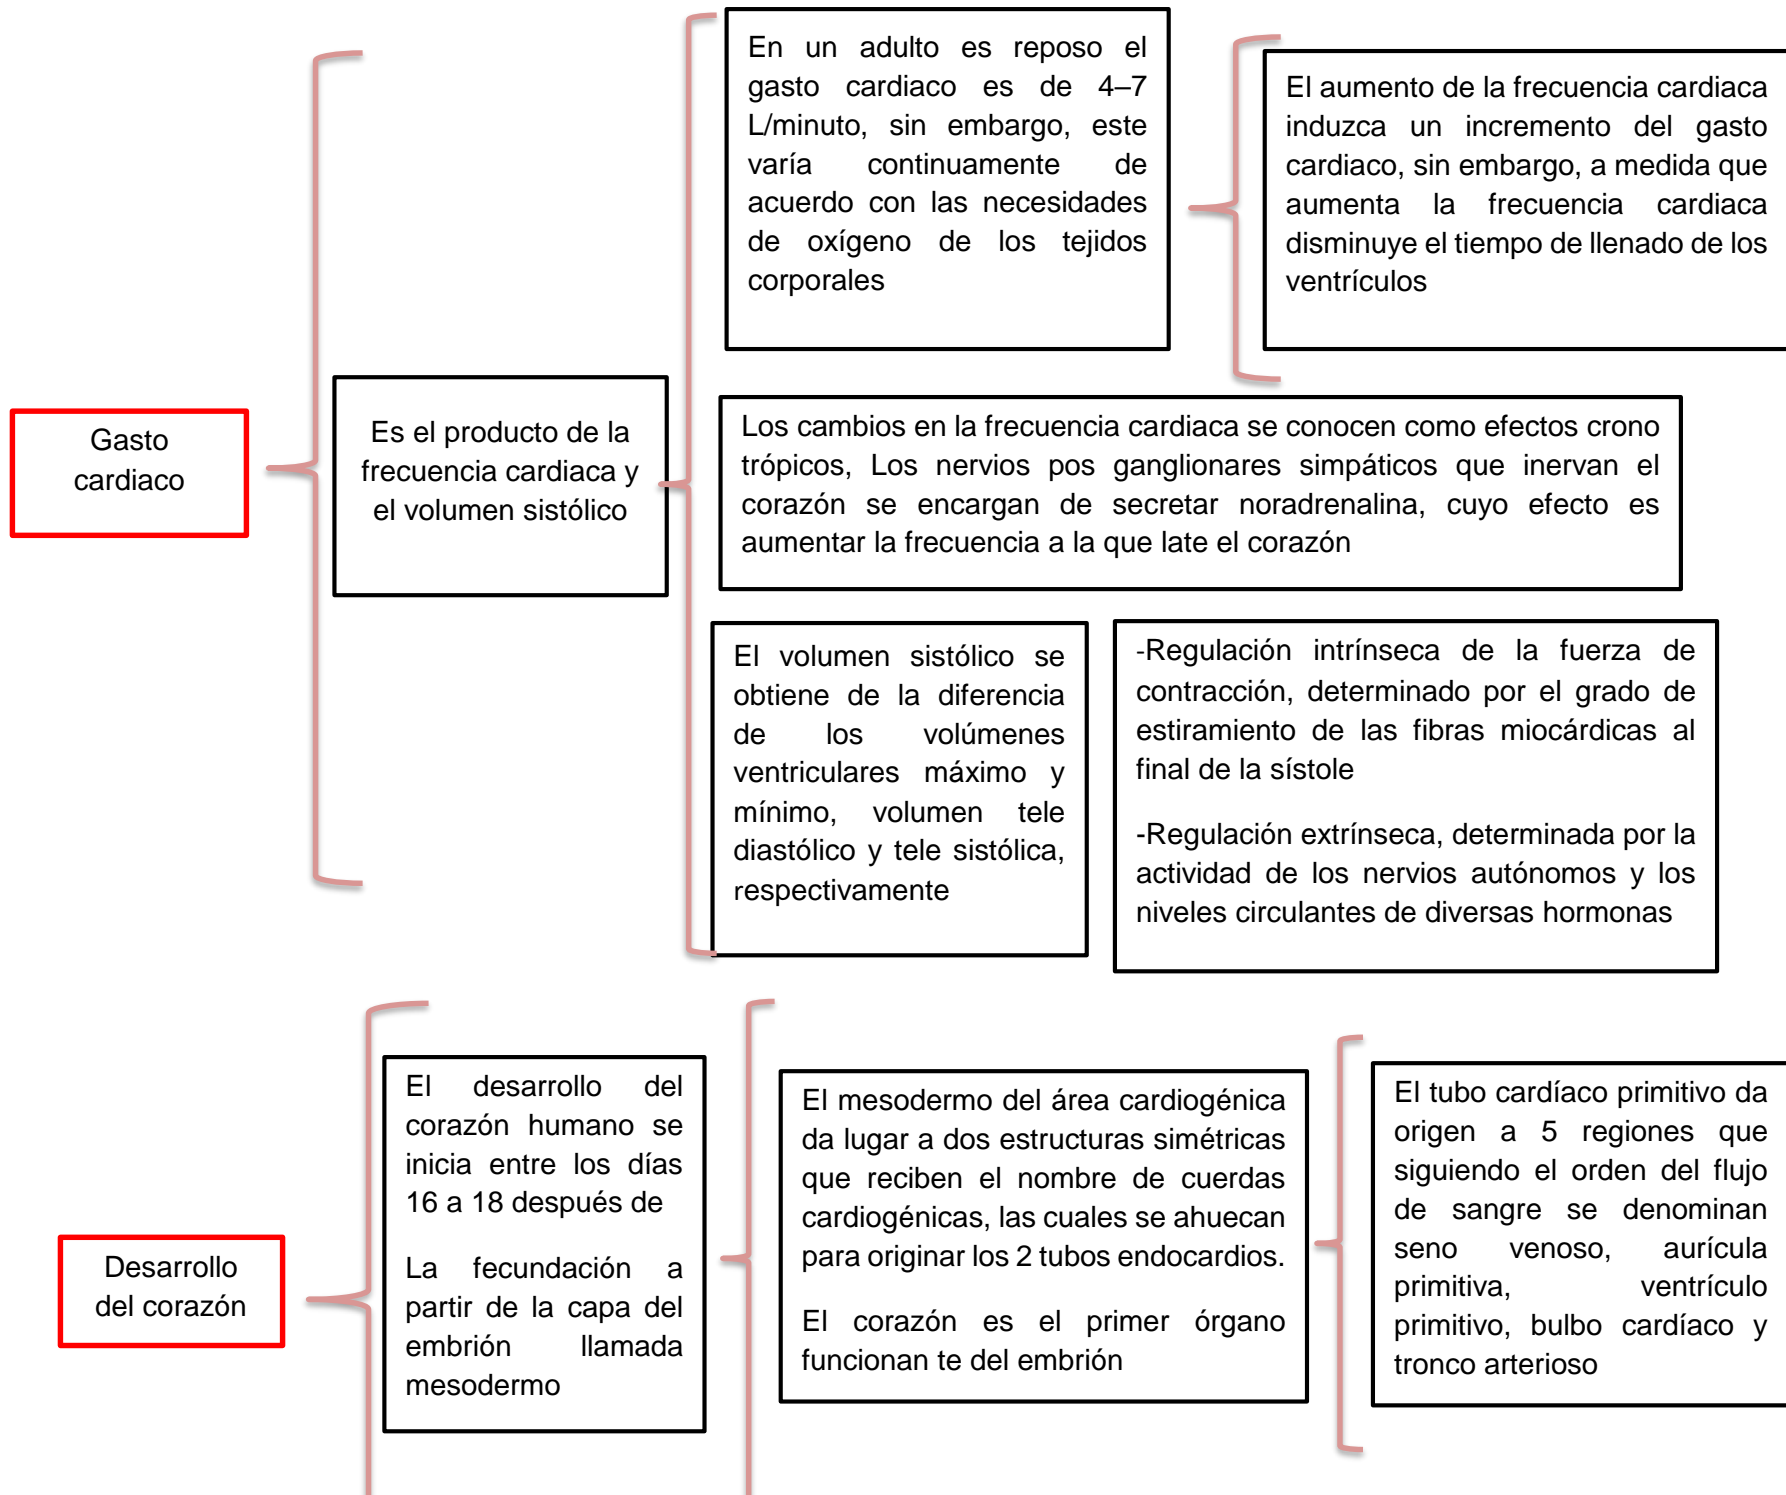 Gasto
cardiaco
Es el producto de la
frecuencia cardiaca y
el volumen sistólico
En un adulto es reposo el
gasto cardiaco es de 4–7
L/minuto, sin embargo, este
varía continuamente de
acuerdo con las necesidades
de oxígeno de los tejidos
corporales
El aumento de la frecuencia cardiaca
induzca un incremento del gasto
cardiaco, sin embargo, a medida que
aumenta la frecuencia cardiaca
disminuye el tiempo de llenado de los
ventrículos
Los cambios en la frecuencia cardiaca se conocen como efectos crono
trópicos, Los nervios pos ganglionares simpáticos que inervan el
corazón se encargan de secretar noradrenalina, cuyo efecto es
aumentar la frecuencia a la que late el corazón
El volumen sistólico se
obtiene de la diferencia
de los volúmenes
ventriculares máximo y
mínimo, volumen tele
diastólico y tele sistólica,
respectivamente
-Regulación intrínseca de la fuerza de
contracción, determinado por el grado de
estiramiento de las fibras miocárdicas al
final de la sístole
-Regulación extrínseca, determinada por la
actividad de los nervios autónomos y los
niveles circulantes de diversas hormonas
Desarrollo
del corazón
El desarrollo del
corazón humano se
inicia entre los días
16 a 18 después de
La fecundación a
partir de la capa del
embrión llamada
mesodermo
El mesodermo del área cardiogénica
da lugar a dos estructuras simétricas
que reciben el nombre de cuerdas
cardiogénicas, las cuales se ahuecan
para originar los 2 tubos endocardios.
El corazón es el primer órgano
funcionan te del embrión
El tubo cardíaco primitivo da
origen a 5 regiones que
siguiendo el orden del flujo
de sangre se denominan
seno venoso, aurícula
primitiva, ventrículo
primitivo, bulbo cardíaco y
tronco arterioso